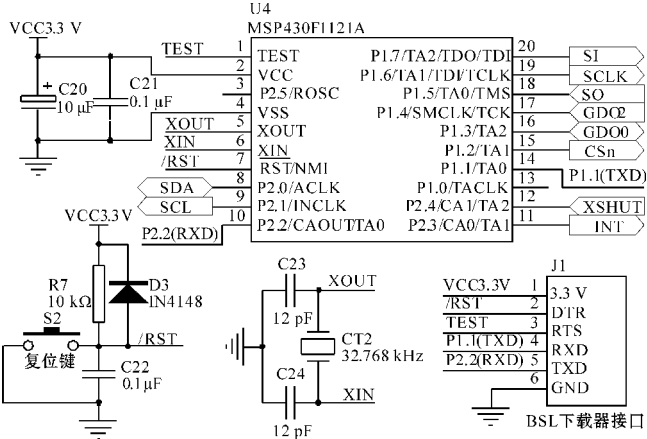 U4
MSP430F1121A
VCC3.3 V
TEST
1
2
3
4
5
6
7
8
9
10
TEST
VCC
P2.5/ROSC
VSS
XOUT
XIN
RST/NMI
P2.0/ACLK
P2.1/INCLK
P2.2/CAOUT/TA0
P1.7/TA2/TDO/TDI
P1.6/TA1/TDI/TCLK
P1.5/TA0/TMS
P1.4/SMCLK/TCK
P1.3/TA2
P1.2/TA1
P1.1/TA0
P1.0/TACLK
P2.4/CA1/TA2
P2.3/CA0/TA1
20
19
18
17
16
15
14
13
12
11
SI
SCLK
SO
GDO2
GDO0
CSn
P1.1(TXD)
XSHUT
INT
+
C20
10 μF
C21
0.1 μF
XOUT
XIN
/RST
SDA
SCL
P2.2(RXD)
VCC3.3V
R7
10 kΩ
D3
IN4148
S2
复位键
/RST
C22
0.1μF
C23
12 pF
XOUT
CT2
32.768 kHz
C24
12 pF
XIN
J1
VCC3.3V
/RST
TEST
P1.1(TXD)
P2.2(RXD)
1
2
3
4
5
6
3.3 V
DTR
RTS
RXD
TXD
GND
BSL下载器接口